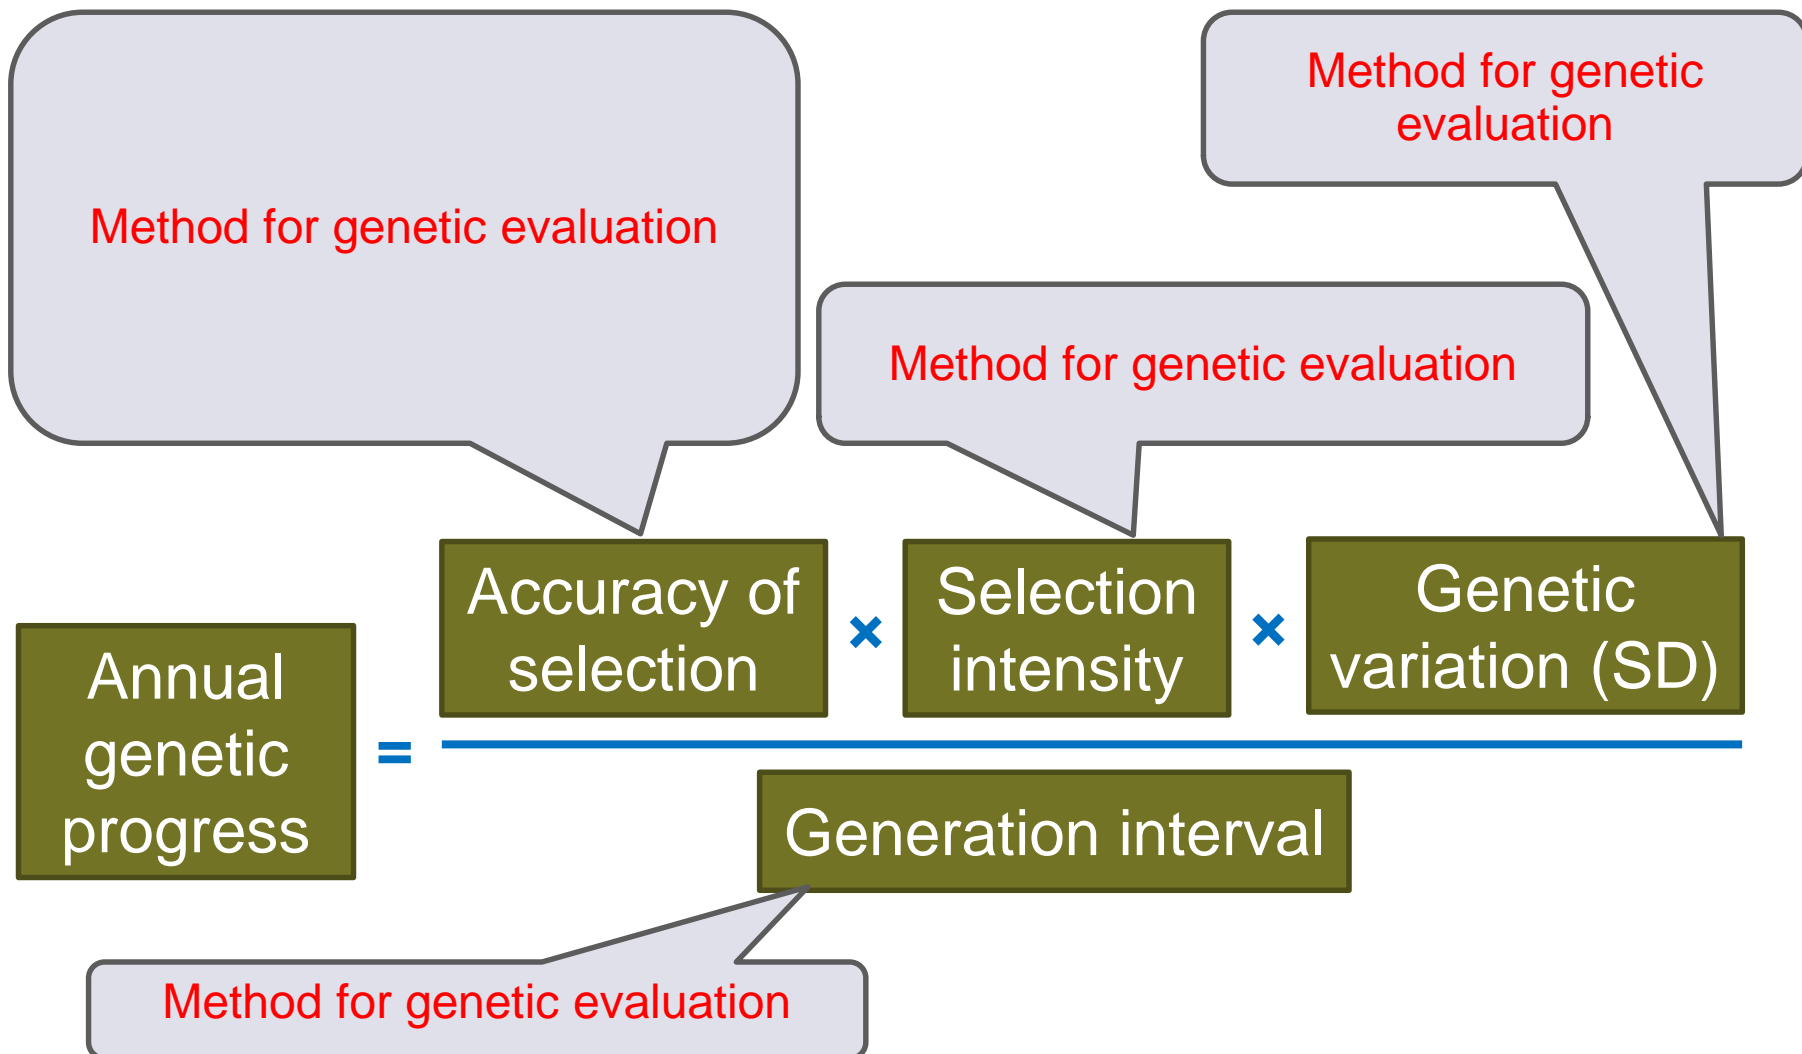 Method for genetic
evaluation
Method for genetic evaluation
Method for genetic evaluation
Accuracy of
selection
×
Selection
intensity
×
Genetic
variation (SD)
Annual
genetic
progress
=
Generation interval
Method for genetic evaluation